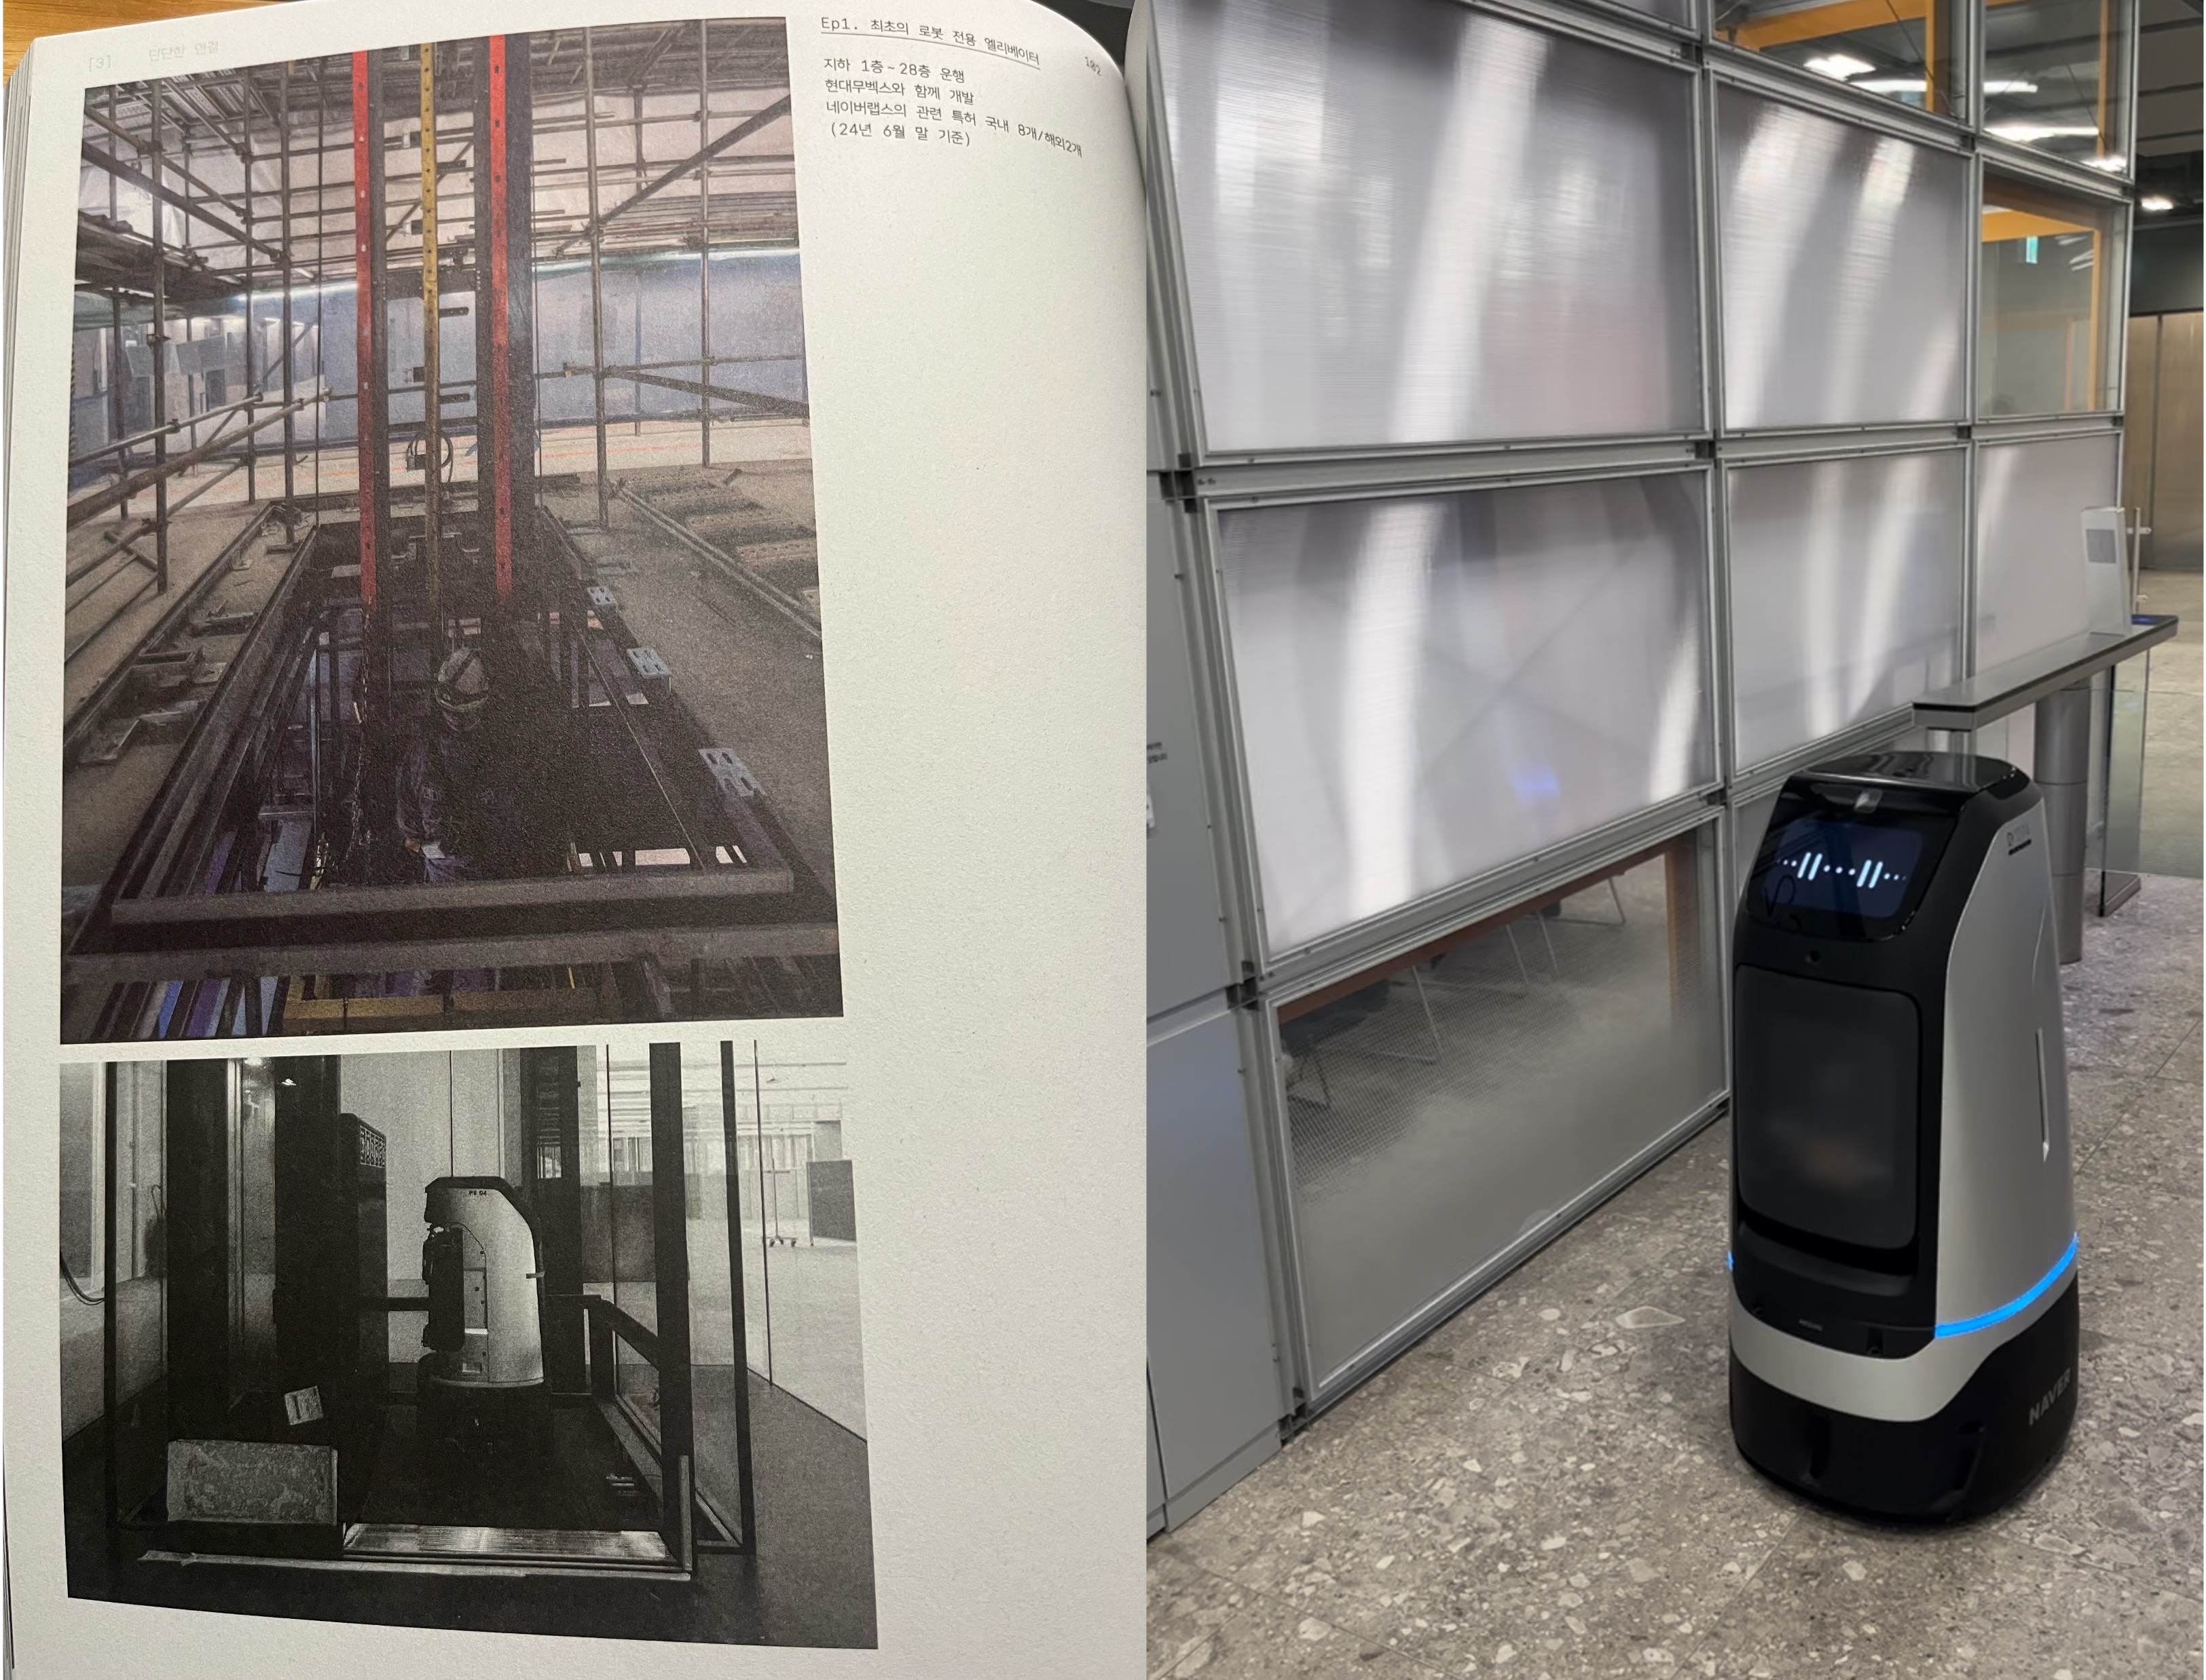 [3] 단단한 연결
Ep1. 최초의 로봇 전용 엘리베이터
102
지하 1층~28층 운행
현대무벡스와 함께 개발
네이버랩스의 관련 특허 국내 8개/해외2개
(24년 6월 말 기준)
NAVER